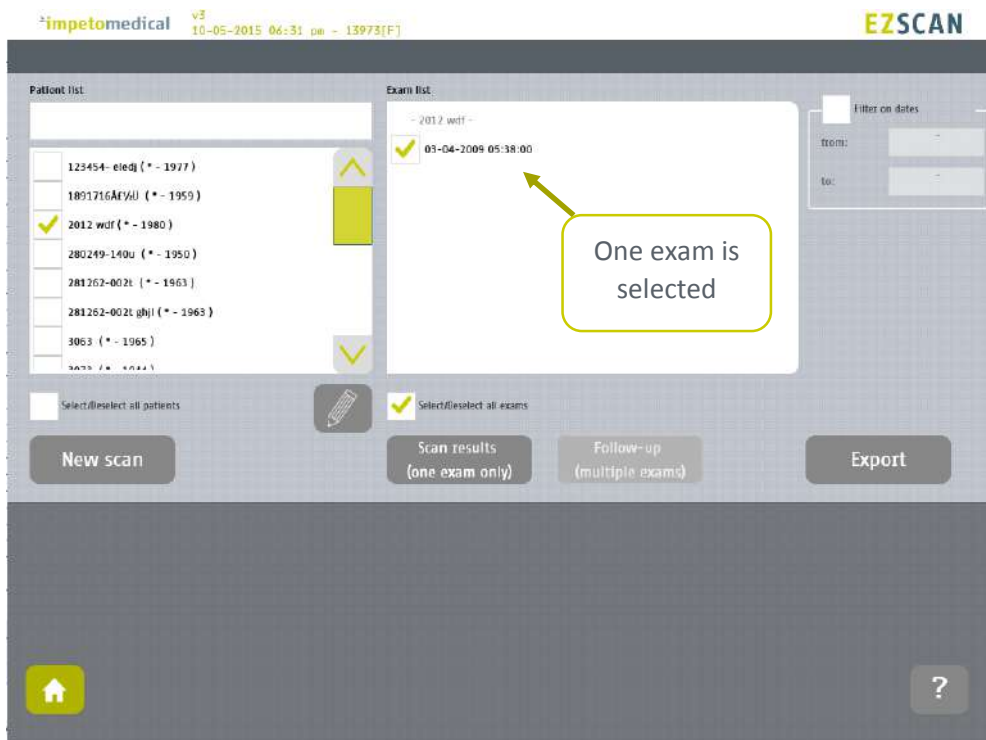 impetomedical
v3
10-05-2015 06:31 pm - 13973[F]
EZSCAN
Patient list
Exam list
Filter on dates
from:
-
to:
-
- 2012 wdf -
03-04-2009 05:38:00
123454- eledj ( * - 1977 )
( * - 1959 )
2012 wdf ( * - 1980 )
280249-140u ( * - 1950 )
281262-002t ( * - 1963 )
281262-002t ghjl ( * - 1963 )
3063 ( * - 1965 )
One exam is
selected
Select/Deselect all patients
Select/Deselect all exams
New scan
Scan results
(one exam only)
Follow-up
(multiple exams)
Export
?